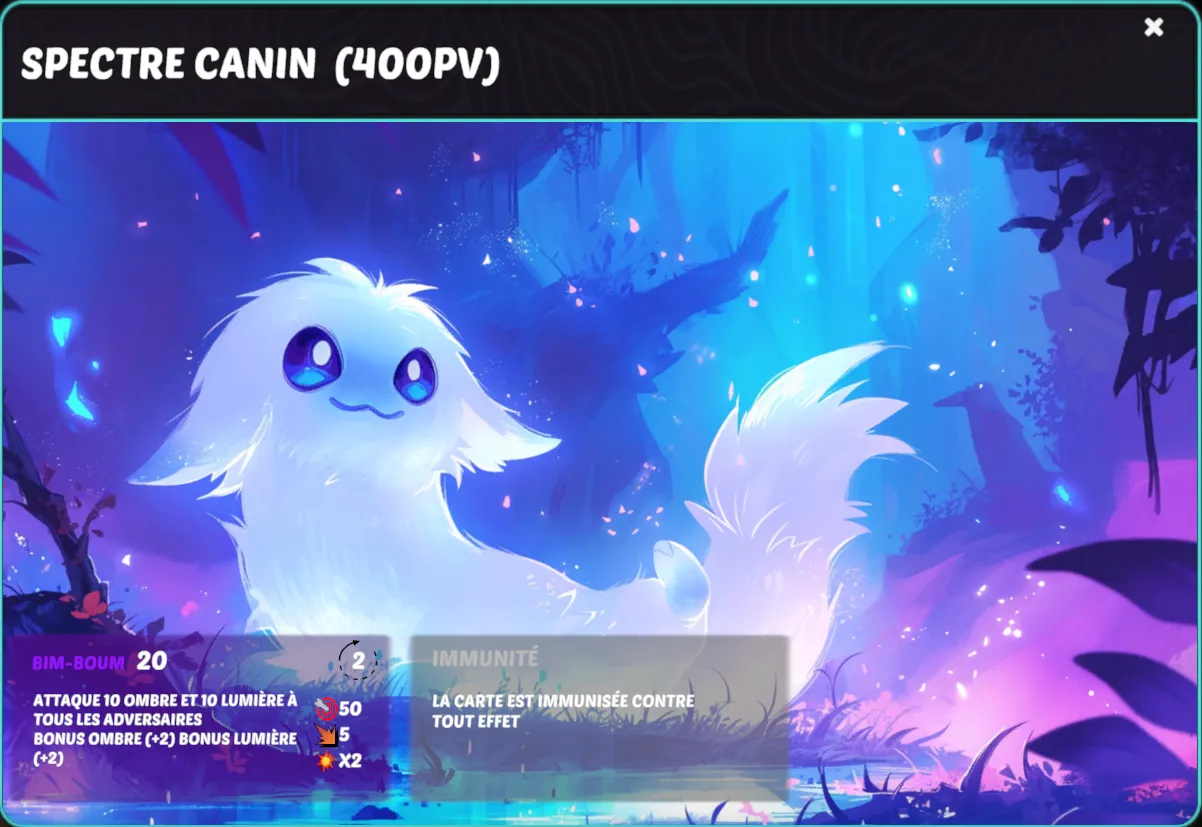 SPECTRE CANIN (400PV)
BIM-BOUM 20
2
ATTAQUE 10 OMBRE ET 10 LUMIÈRE À
TOUS LES ADVERSAIRES
BONUS OMBRE (+2) BONUS LUMIÈRE
(+2)
50
5
X2
IMMUNITÉ
LA CARTE EST IMMUNISÉE CONTRE
TOUT EFFET